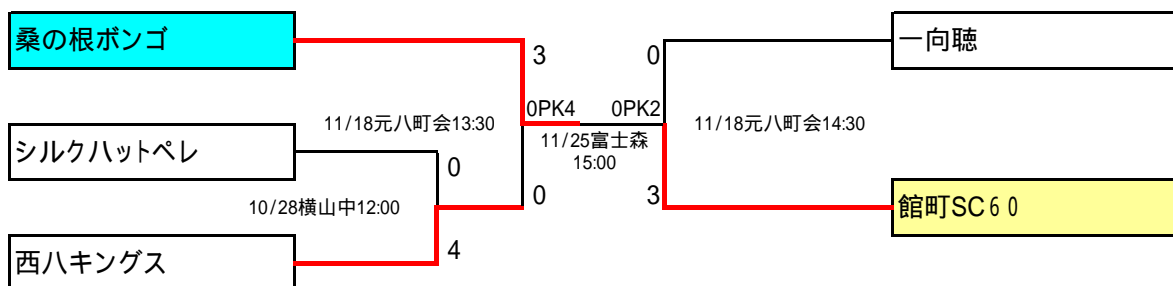 桑の根ボンゴ
一向聴
3
0
0PK4
0PK2
11/18元八町会13:30
11/18元八町会14:30
11/25富士森
15:00
シルクハットペレ
0
0
3
10/28横山中12:00
館町SC６０
4
西八キングス